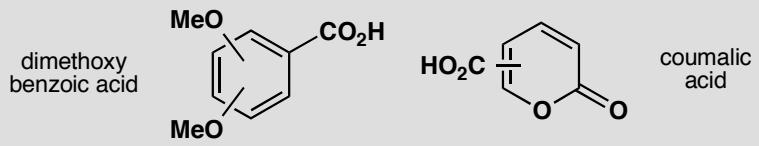 dimethoxy
benzoic acid
MeO
CO2H
MeO
HO2C
O
O
coumalic
acid